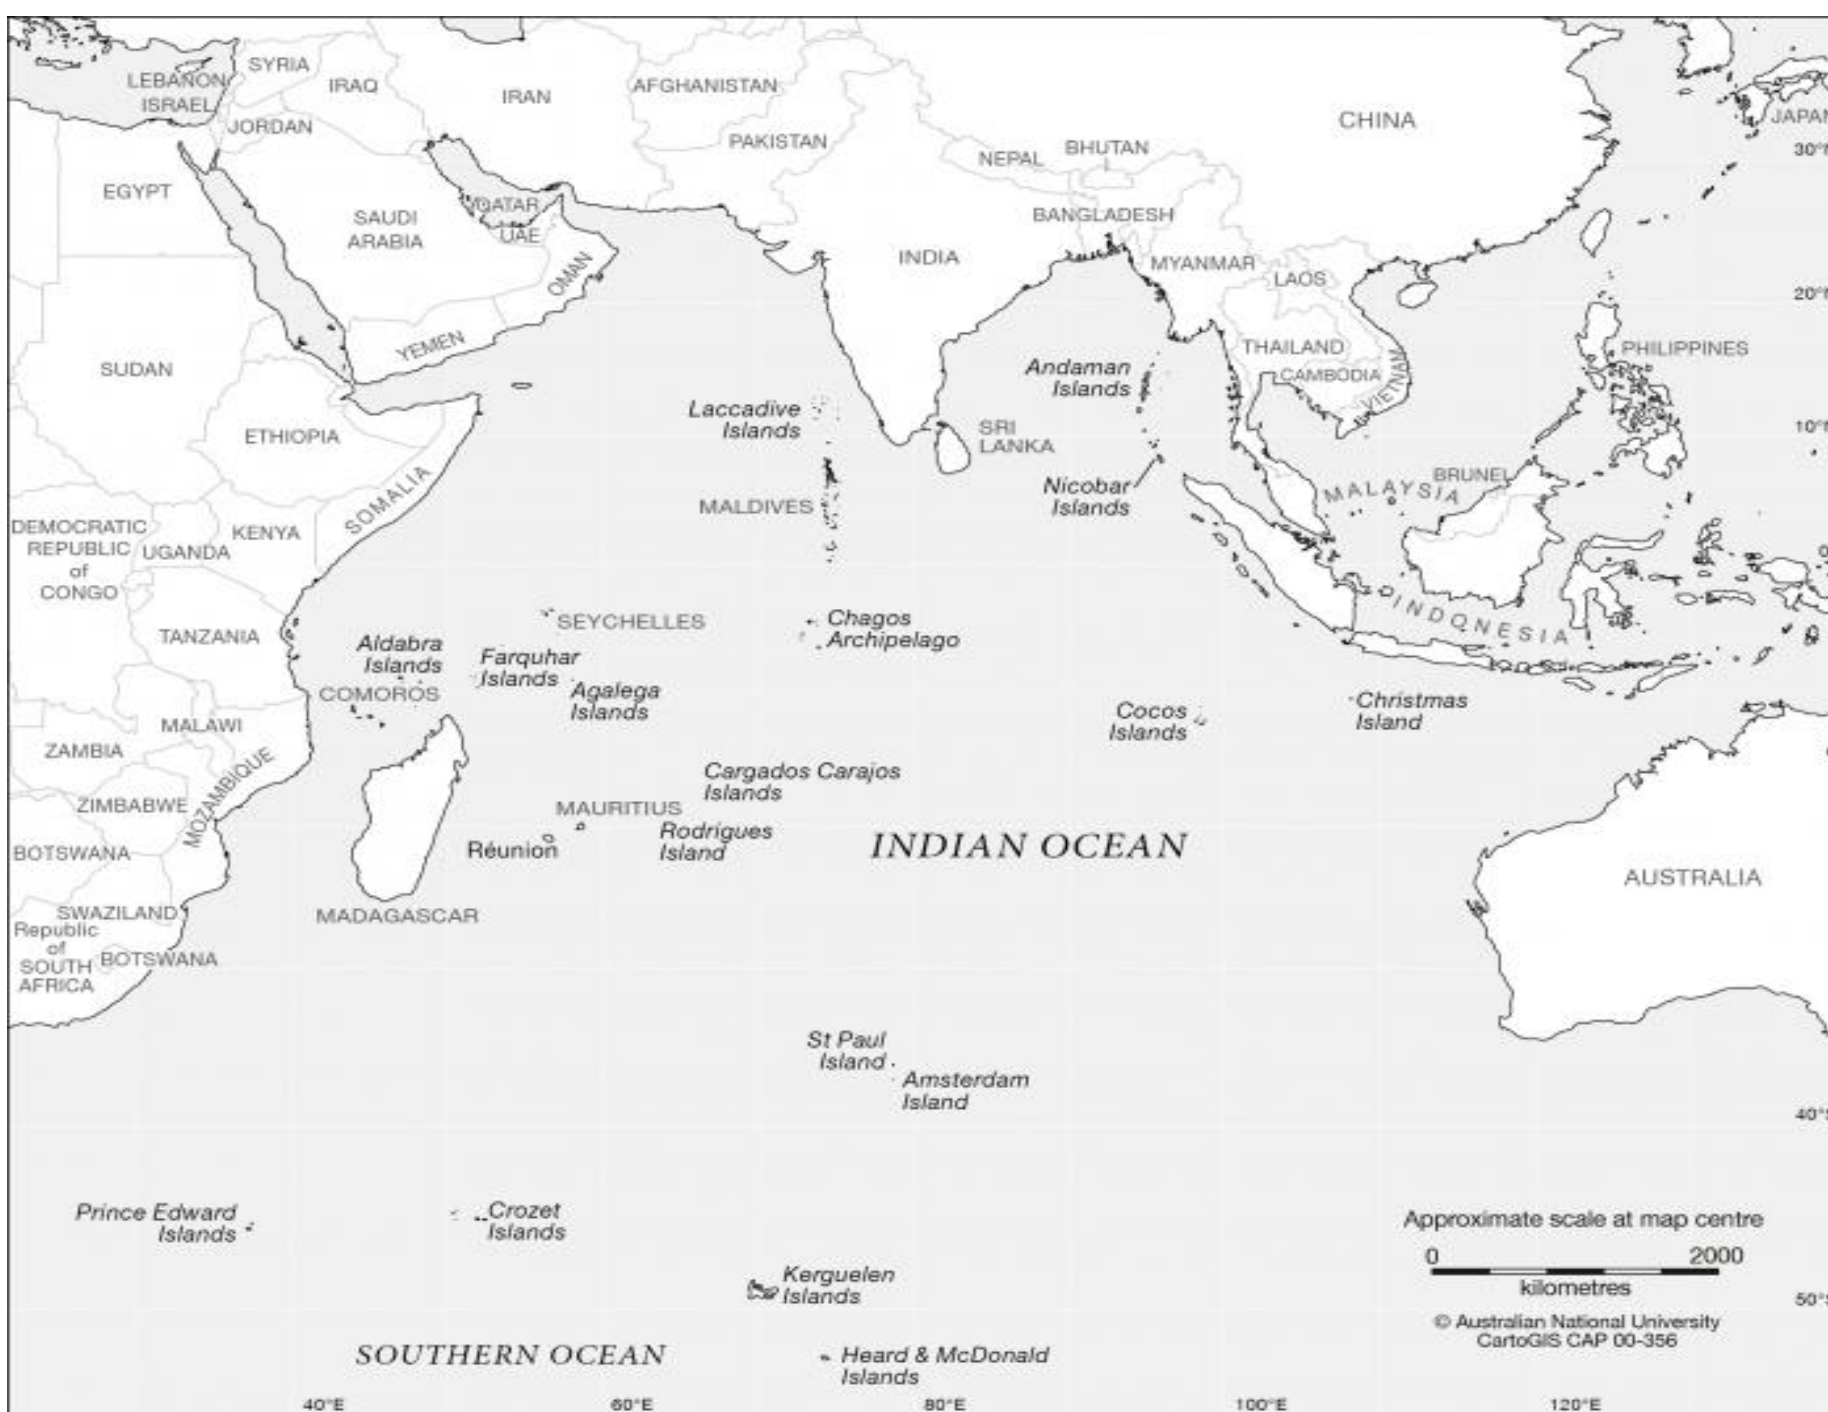 SYRIA
LEBANON
ISRAEL
IRAQ
IRAN
AFGHANISTAN
JORDAN
PAKISTAN
CHINA
JAPAN
30°N
NEPAL
BHUTAN
EGYPT
SAUDI
ARABIA
QATAR
UAE
OMAN
BANGLADESH
INDIA
MYANMAR
LAOS
20°N
YEMEN
SUDAN
THAILAND
CAMBODIA
VIETNAM
PHILIPPINES
Andaman
Islands
Laccadive
Islands
SRI
LANKA
10°N
ETHIOPIA
SOMALIA
Nicobar
Islands
BRUNEI
MALAYSIA
MALDIVES
DEMOCRATIC
REPUBLIC
of
CONGO
UGANDA
KENYA
0
INDONESIA
TANZANIA
SEYCHELLES
Chagos
Archipelago
Aldabra
Islands
Farquhar
Islands
COMOROS
Agalega
Islands
Cocos
Islands
Christmas
Island
MALAWI
ZAMBIA
MOZAMBIQUE
ZIMBABWE
Cargados Carajos
Islands
MAURITIUS
Réunion
Rodrigues
Island
INDIAN OCEAN
BOTSWANA
AUSTRALIA
MADAGASCAR
SWAZILAND
Republic
of
SOUTH
AFRICA
BOTSWANA
St Paul
Island
Amsterdam
Island
40°S
Prince Edward
Islands
Crozet
Islands
Kerguelen
Islands
Approximate scale at map centre
0 2000
kilometres
50°S
© Australian National University
CartoGIS CAP 00-356
SOUTHERN OCEAN
Heard & McDonald
Islands
40°E 60°E 80°E 100°E 120°E